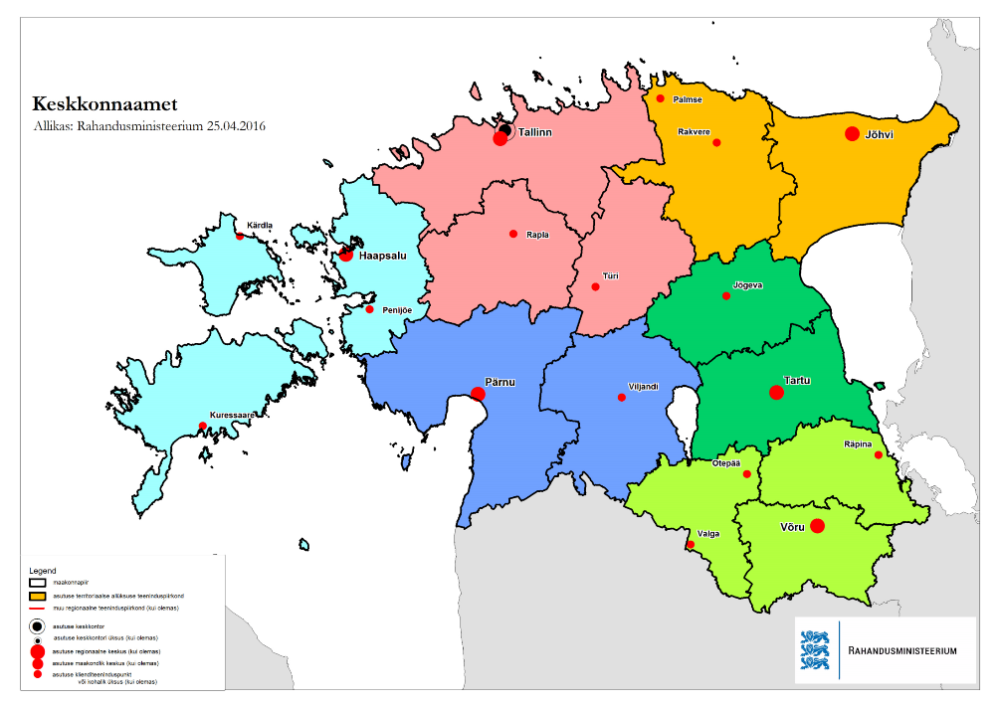 Keskkonnaamet
Allikas: Rahandusministeerium 25.04.2016
Palmse
Tallinn
Rakvere
Jõhvi
Kärdla
Rapla
Haapsalu
Türi
Jõgeva
Penijõe
Pärnu
Viljandi
Tartu
Kuressaare
Räpina
Otepää
Võru
Valga
Legend
maakonnapiir
asutuse territoriaalse allüksuse teeninduspiirkond
muu regionaalne teeninduspiirkond (kui olemas)
asutuse keskkontor
asutuse keskkontori üksus (kui olemas)
asutuse regionaalne keskus (kui olemas)
asutuse maakondlik keskus (kui olemas)
asutuse klienditeeninduspunkt
või kohalik üksus (kui olemas)
RAHANDUSMINISTEERIUM